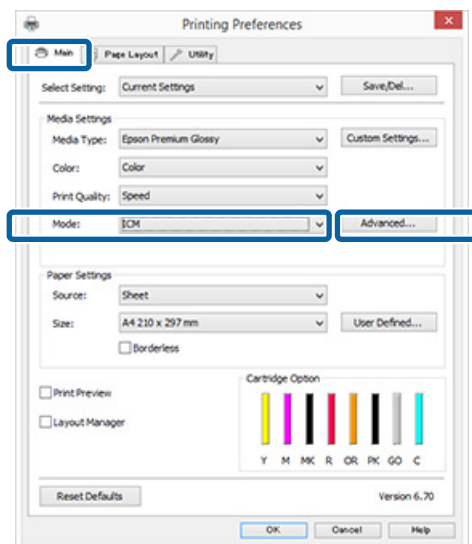 Printing Preferences
x
Main Page Layout Utility
Select Setting: Current Settings Save/Del...
Media Settings
Media Type: Epson Premium Glossy Custom Settings...
Color: Color
Print Quality: Speed
Mode: ICM Advanced...
Paper Settings
Source: Sheet
Size: A4 210 x 297 mm User Defined...
Borderless
Cartridge Option
Print Preview
Layout Manager
Y M MK R OR PK GO C
Reset Defaults Version 6.70
OK Cancel Help